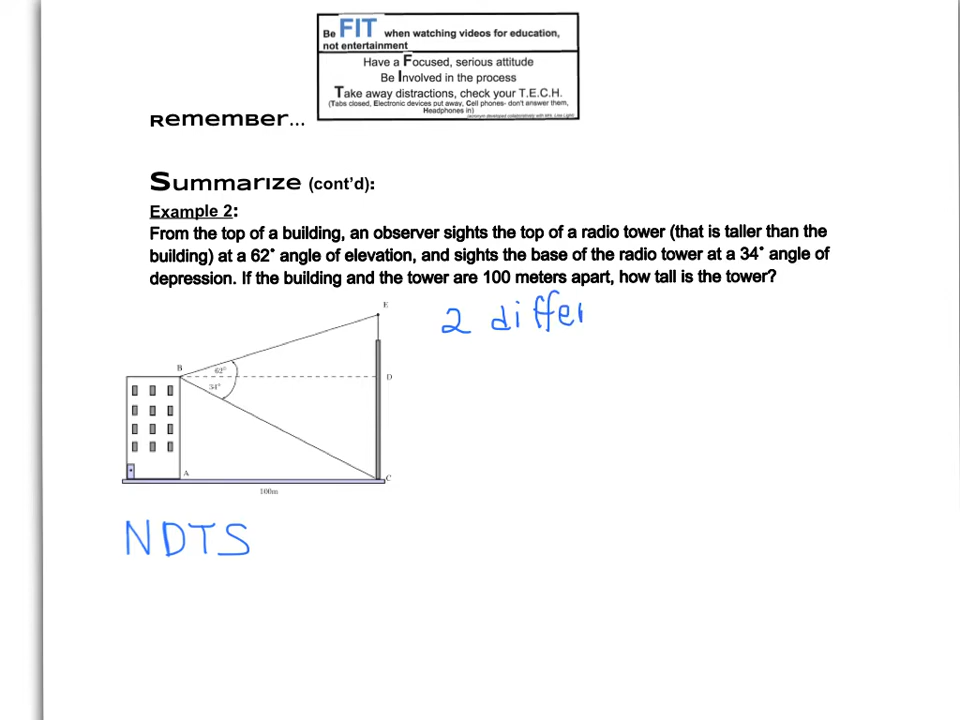 Be FIT when watching videos for education,
not entertainment
Have a Focused, serious attitude
Be Involved in the process
Take away distractions, check your T.E.C.H.
(Tabs closed, Electronic devices put away, Cell phones- don't answer them,
Headphones in)
Remember...
Summarize (cont'd):
Example 2:
From the top of a building, an observer sights the top of a radio tower (that is taller than the
building) at a 62° angle of elevation, and sights the base of the radio tower at a 34° angle of
depression. If the building and the tower are 100 meters apart, how tall is the tower?
2 differ
E
B
62°
D
34°
A
C
100m
NDTS